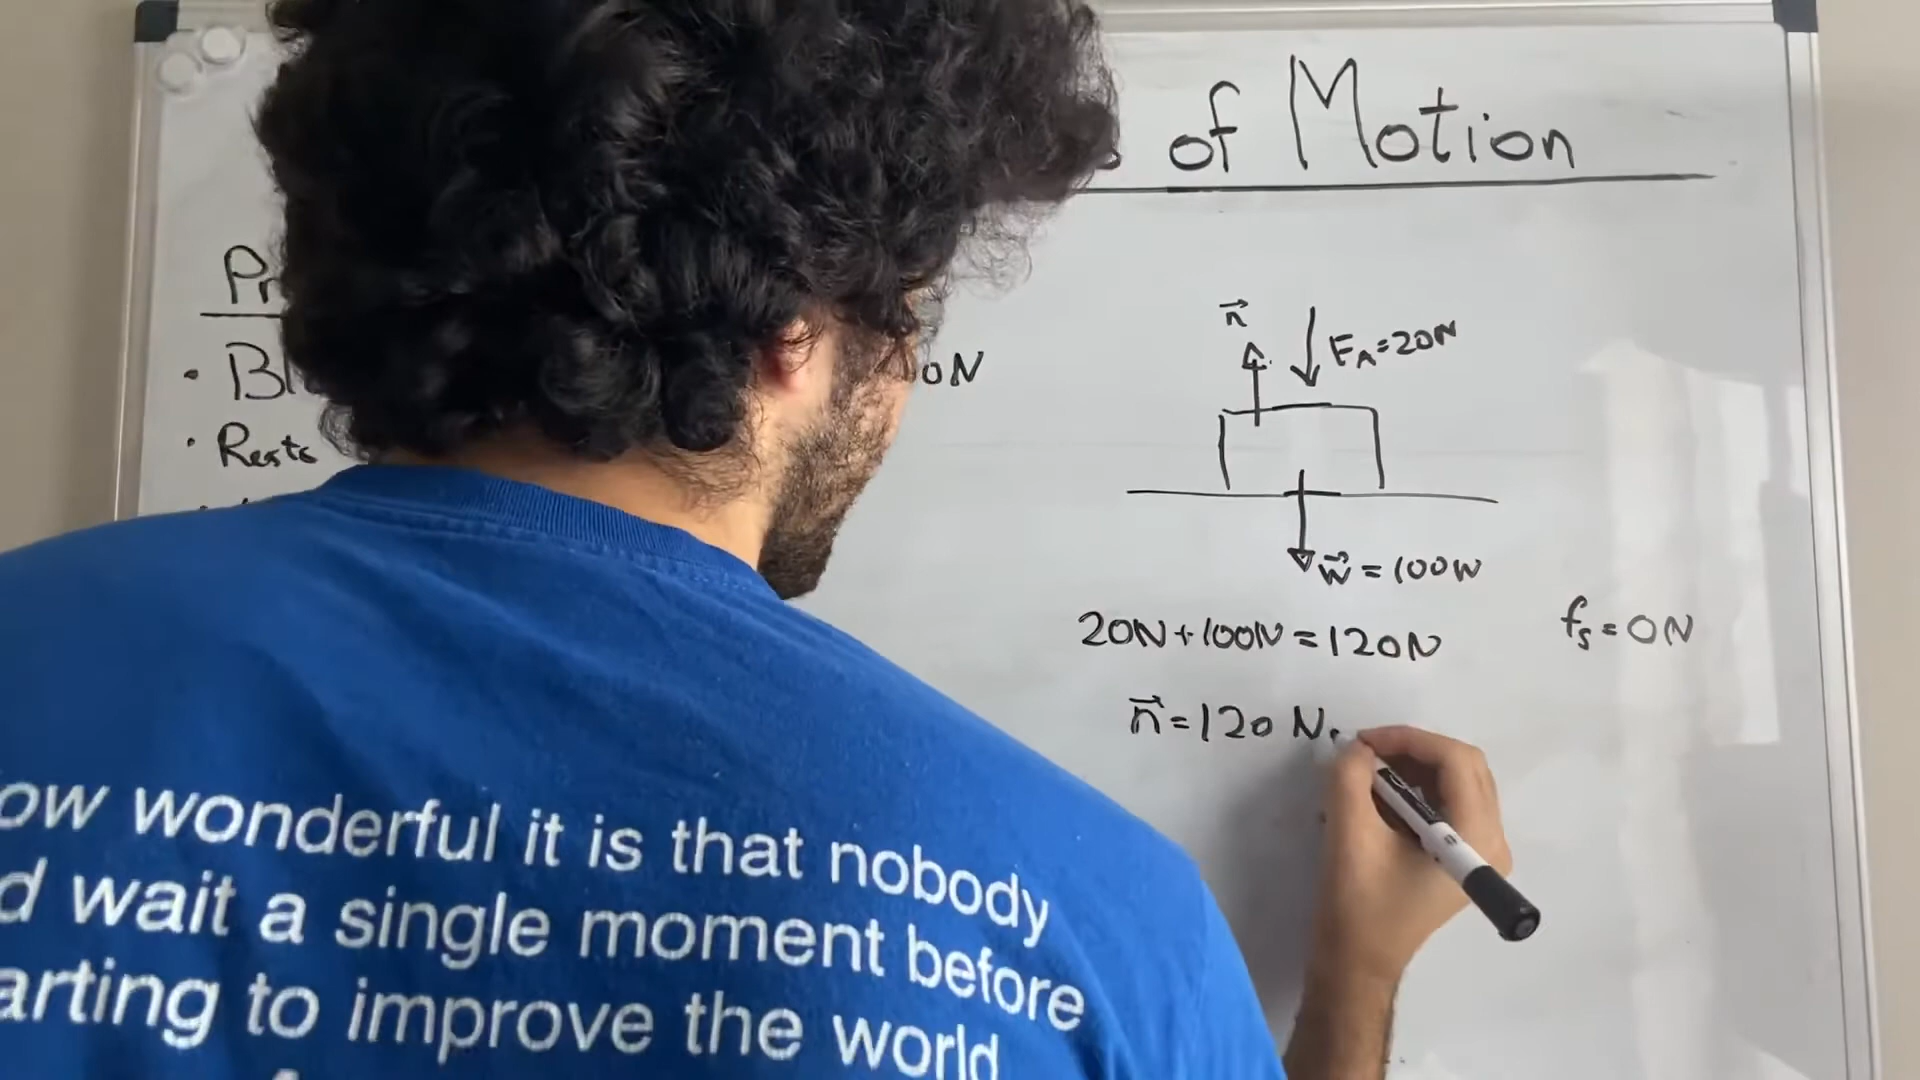 of Motion
Pr
Bl
0N
• Rests
n
F_A=20N
w = 100N
20N+100N=120N
f_s=0N
n=120 N
ow wonderful it is that nobody
d wait a single moment before
arting to improve the world